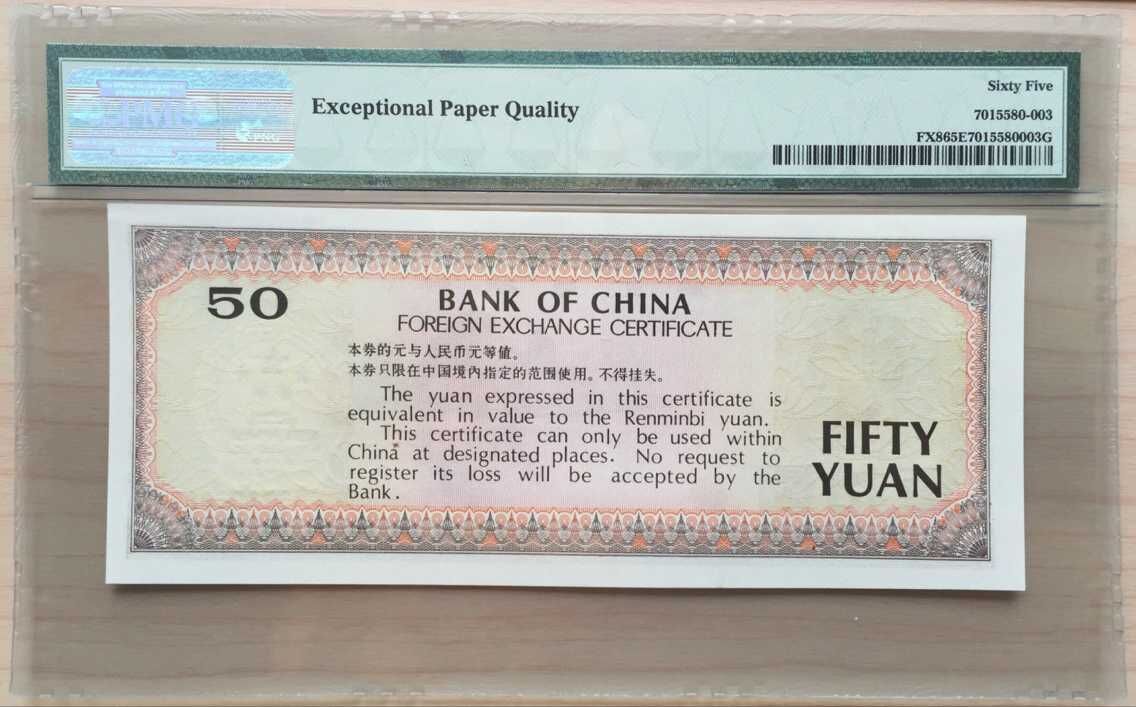 Sixty Five
Exceptional Paper Quality
7015580-003
FX865E7015580003G
PMG
50
BANK OF CHINA
FOREIGN EXCHANGE CERTIFICATE
本券的元与人民币元等值。
本券只限在中国境内指定的范围使用。不得挂失。
The yuan expressed in this certificate is
equivalent in value to the Renminbi yuan.
This certificate can only be used within
China at designated places. No request to
register its loss will be accepted by the
Bank.
FIFTY
YUAN